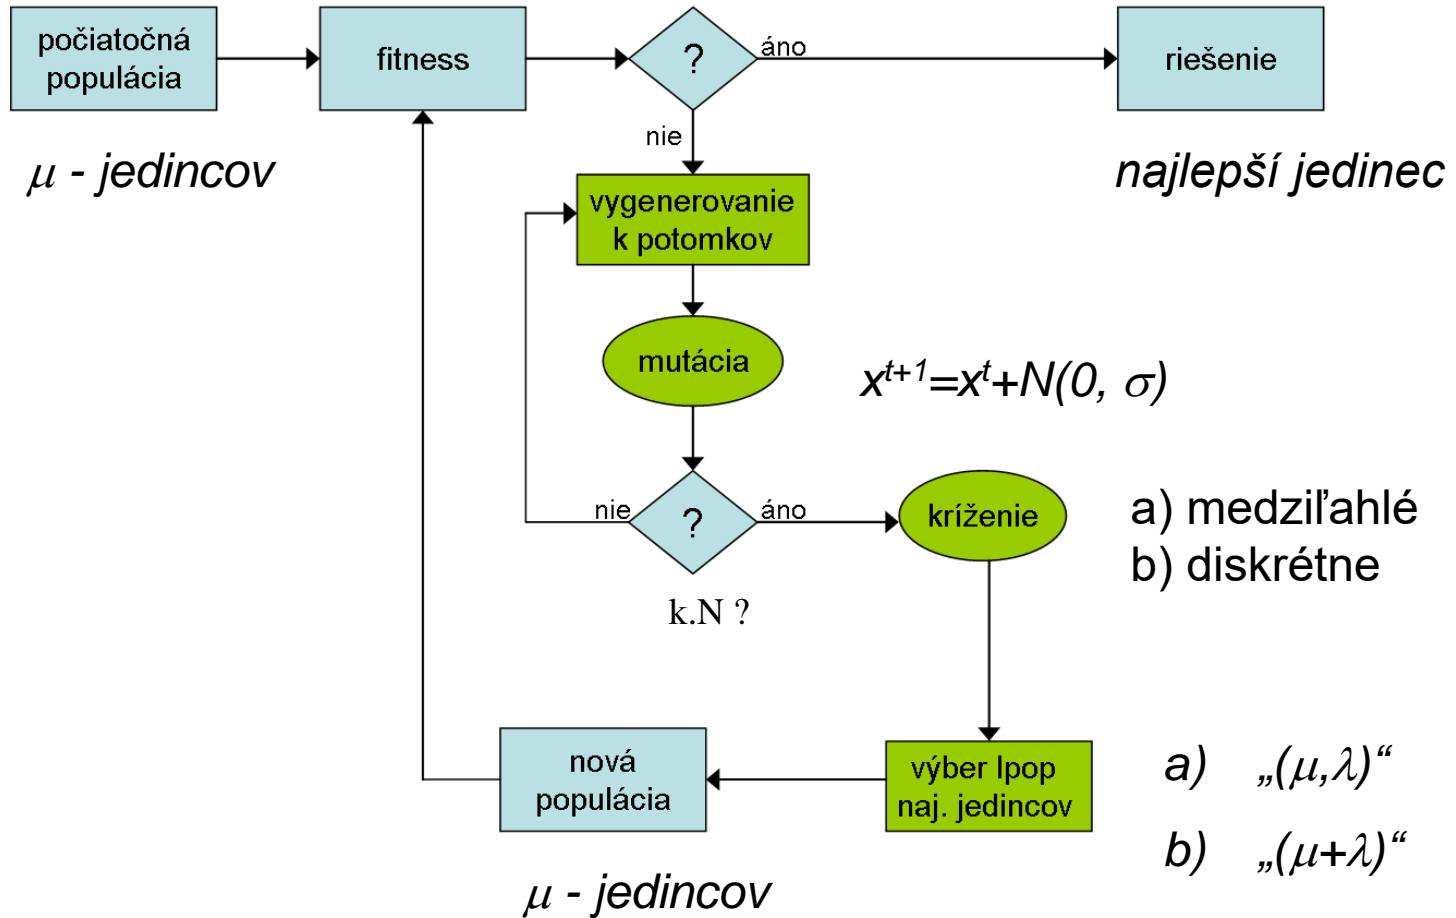 počiatočná
populácia
fitness
?
áno
riešenie
nie
μ - jedincov
najlepší jedinec
vygenerovanie
k potomkov
mutácia
x^{t+1}=x^t+N(0, σ)
nie
?
áno
kríženie
a) medziľahlé
b) diskrétne
k.N ?
nová
populácia
výber lpop
naj. jedincov
a) „(μ,λ)“
b) „(μ+λ)“
μ - jedincov